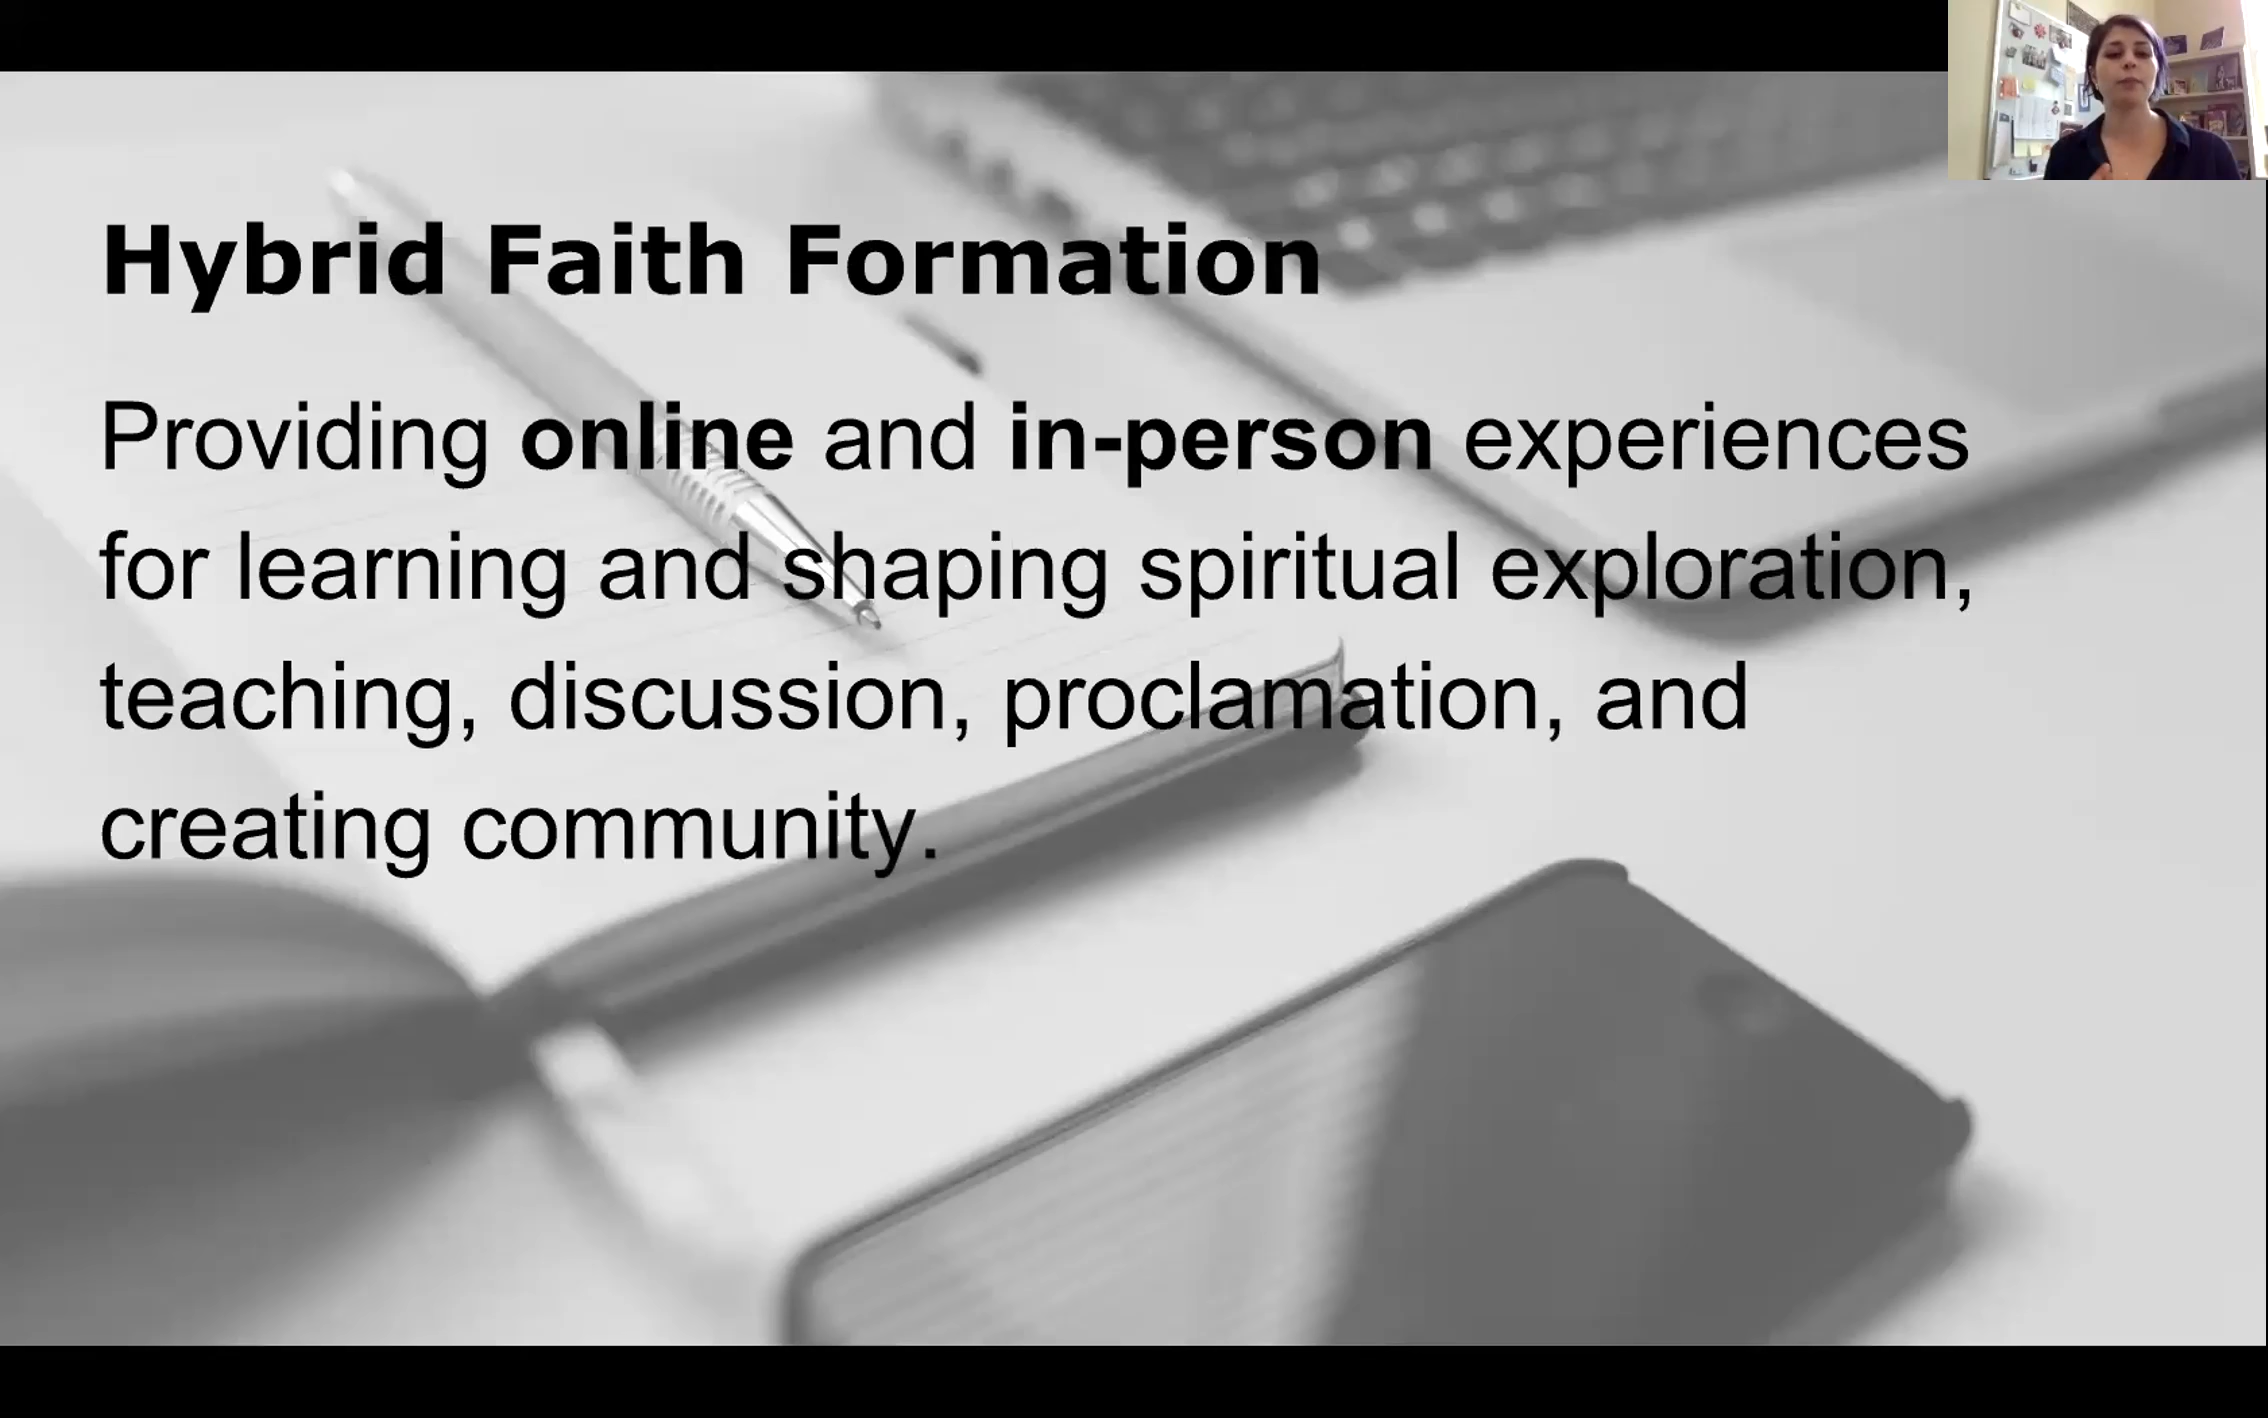 Hybrid Faith Formation
Providing online and in-person experiences
for learning and shaping spiritual exploration,
teaching, discussion, proclamation, and
creating community.